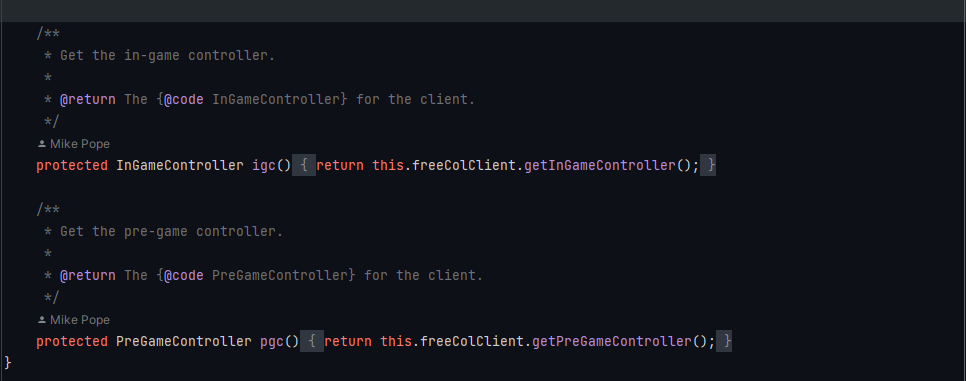 /**
 * Get the in-game controller.
 *
 * @return The {@code InGameController} for the client.
 */
Mike Pope
protected InGameController igc() { return this.freeColClient.getInGameController(); }
/**
 * Get the pre-game controller.
 *
 * @return The {@code PreGameController} for the client.
 */
Mike Pope
protected PreGameController pgc() { return this.freeColClient.getPreGameController(); }
}